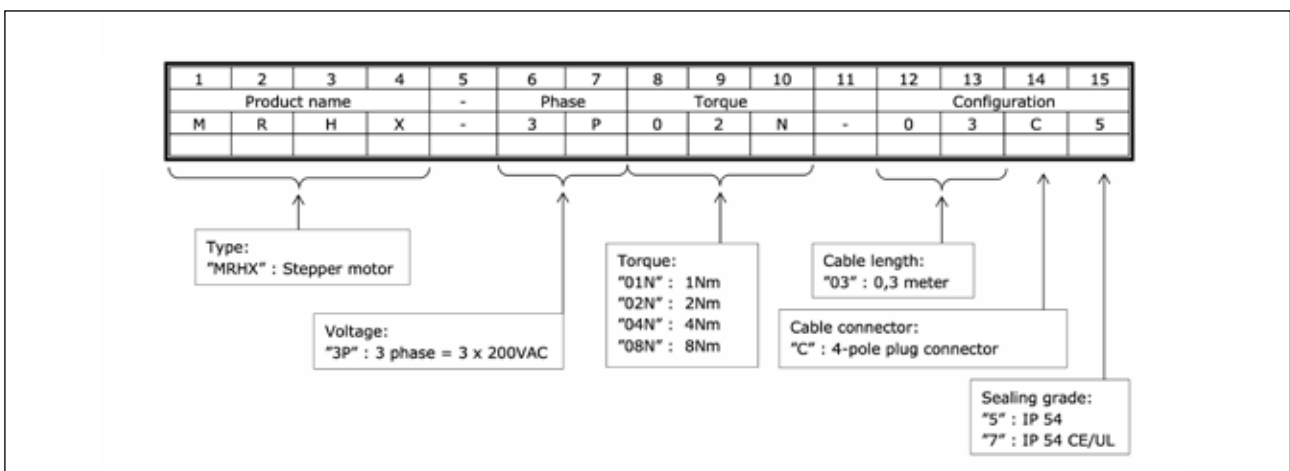 1 2 3 4 5 6 7 8 9 10 11 12 13 14 15
Product name - Phase Torque Configuration
M R H X - 3 P 0 2 N - 0 3 C 5
Type:
"MRHX" : Stepper motor
Voltage:
"3P" : 3 phase = 3 x 200VAC
Torque:
"01N" : 1Nm
"02N" : 2Nm
"04N" : 4Nm
"08N" : 8Nm
Cable length:
"03" : 0,3 meter
Cable connector:
"C" : 4-pole plug connector
Sealing grade:
"5" : IP 54
"7" : IP 54 CE/UL